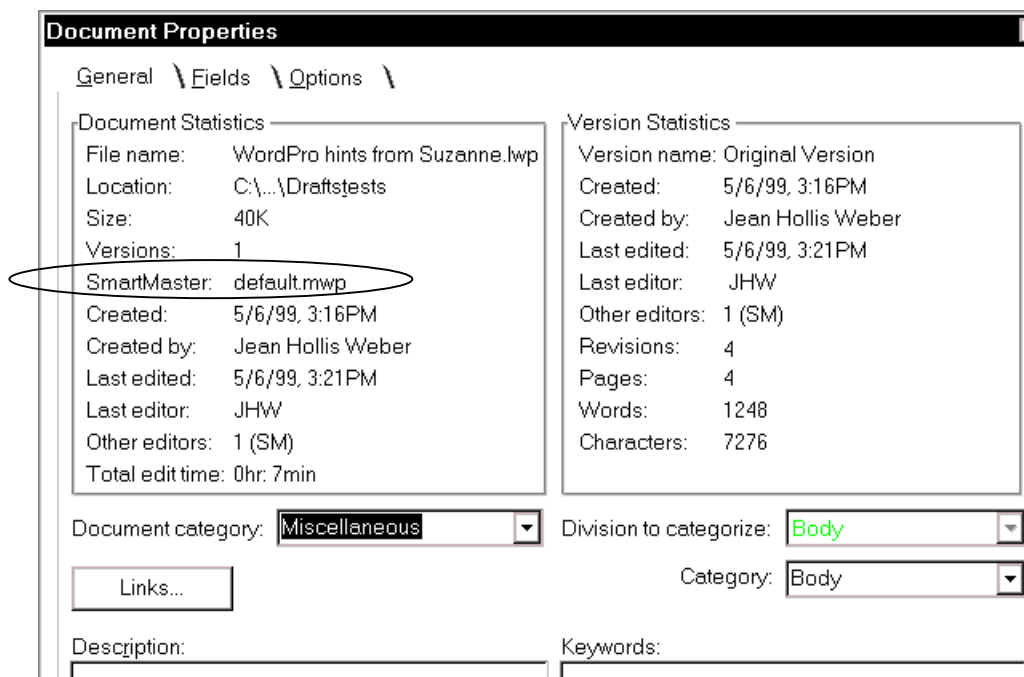 Document Properties
General Fields Options
Document Statistics
File name: WordPro hints from Suzanne.lwp
Location: C:\...\Draftstests
Size: 40K
Versions: 1
SmartMaster: default.mwp
Created: 5/6/99, 3:16PM
Created by: Jean Hollis Weber
Last edited: 5/6/99, 3:21PM
Last editor: JHW
Other editors: 1 (SM)
Total edit time: 0hr: 7min
Version Statistics
Version name: Original Version
Created: 5/6/99, 3:16PM
Created by: Jean Hollis Weber
Last edited: 5/6/99, 3:21PM
Last editor: JHW
Other editors: 1 (SM)
Revisions: 4
Pages: 4
Words: 1248
Characters: 7276
Document category: Miscellaneous
Division to categorize: Body
Links...
Category: Body
Description:
Keywords: